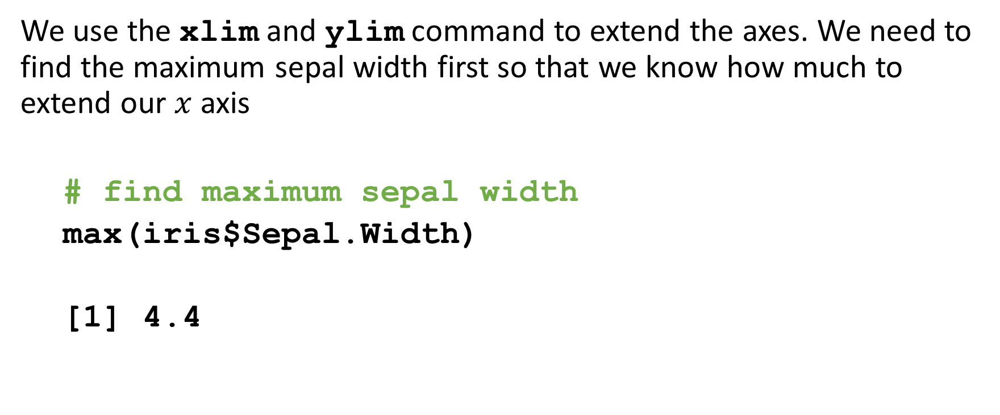 We use the xlim and ylim command to extend the axes. We need to
find the maximum sepal width first so that we know how much to
extend our x axis
# find maximum sepal width
max(iris$Sepal.Width)
[1] 4.4